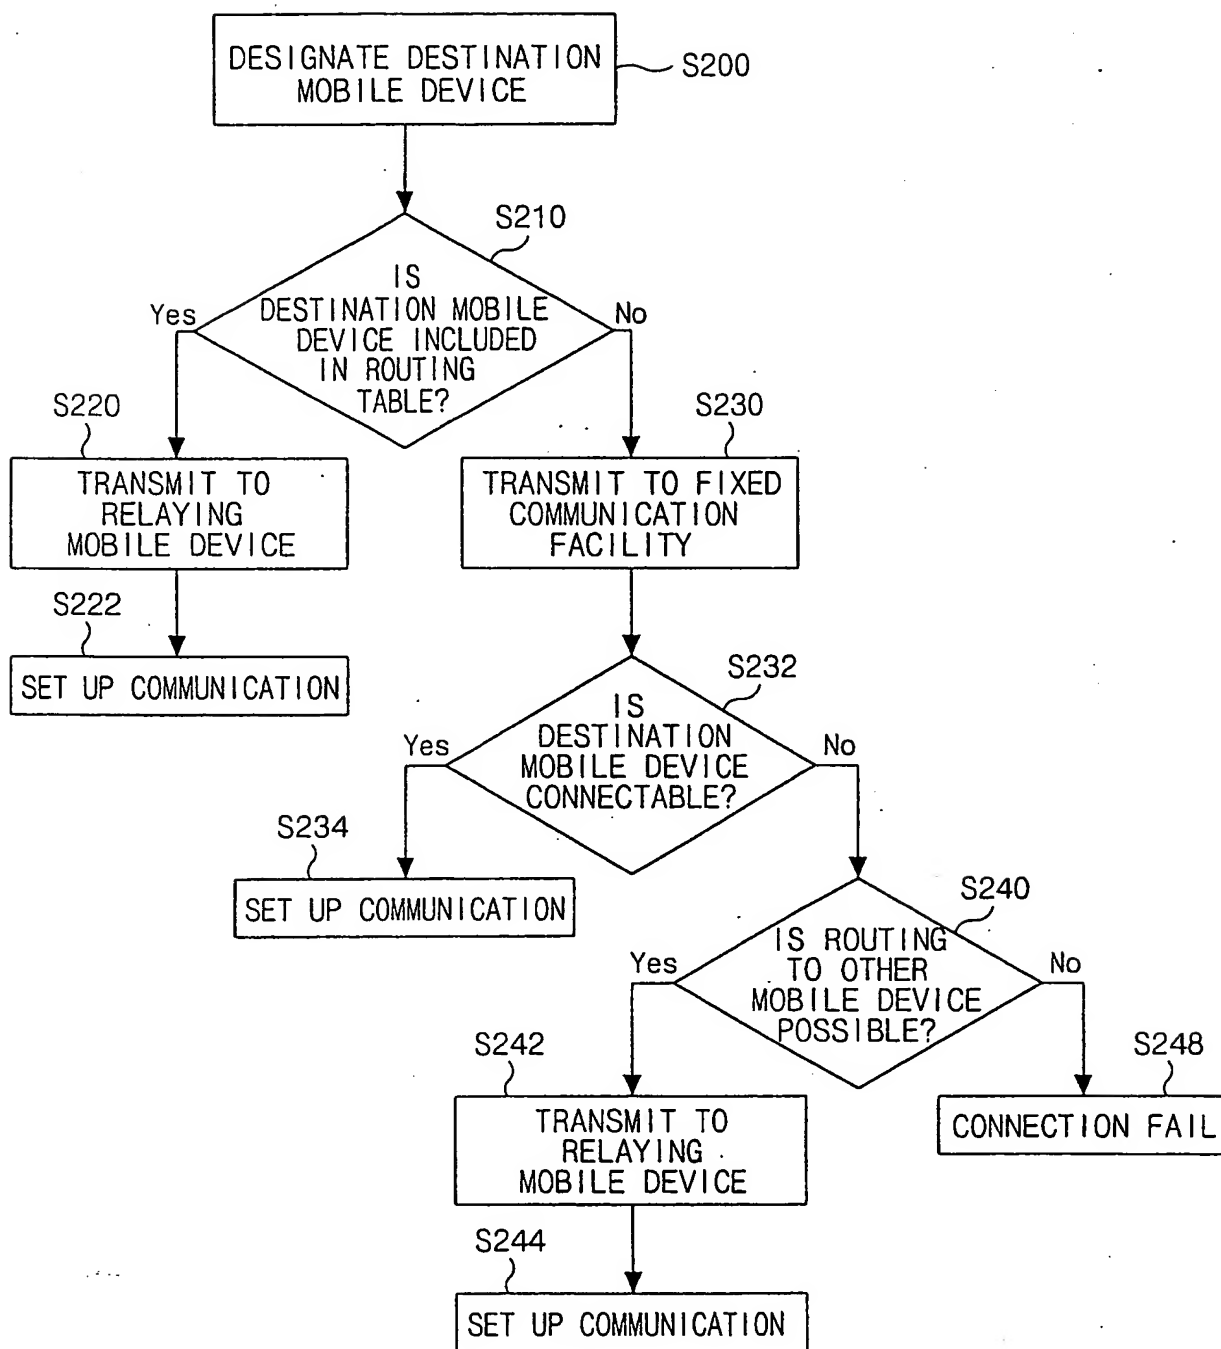 DESIGNATE DESTINATION
MOBILE DEVICE
S200
S210
IS
DESTINATION MOBILE
DEVICE INCLUDED
IN ROUTING
TABLE?
Yes
No
S220
TRANSMIT TO
RELAYING
MOBILE DEVICE
S230
TRANSMIT TO FIXED
COMMUNICATION
FACILITY
S222
SET UP COMMUNICATION
S232
IS
DESTINATION
MOBILE DEVICE
CONNECTABLE?
Yes
No
S234
SET UP COMMUNICATION
S240
IS ROUTING
TO OTHER
MOBILE DEVICE
POSSIBLE?
Yes
No
S242
TRANSMIT TO
RELAYING
MOBILE DEVICE
S248
CONNECTION FAIL
S244
SET UP COMMUNICATION